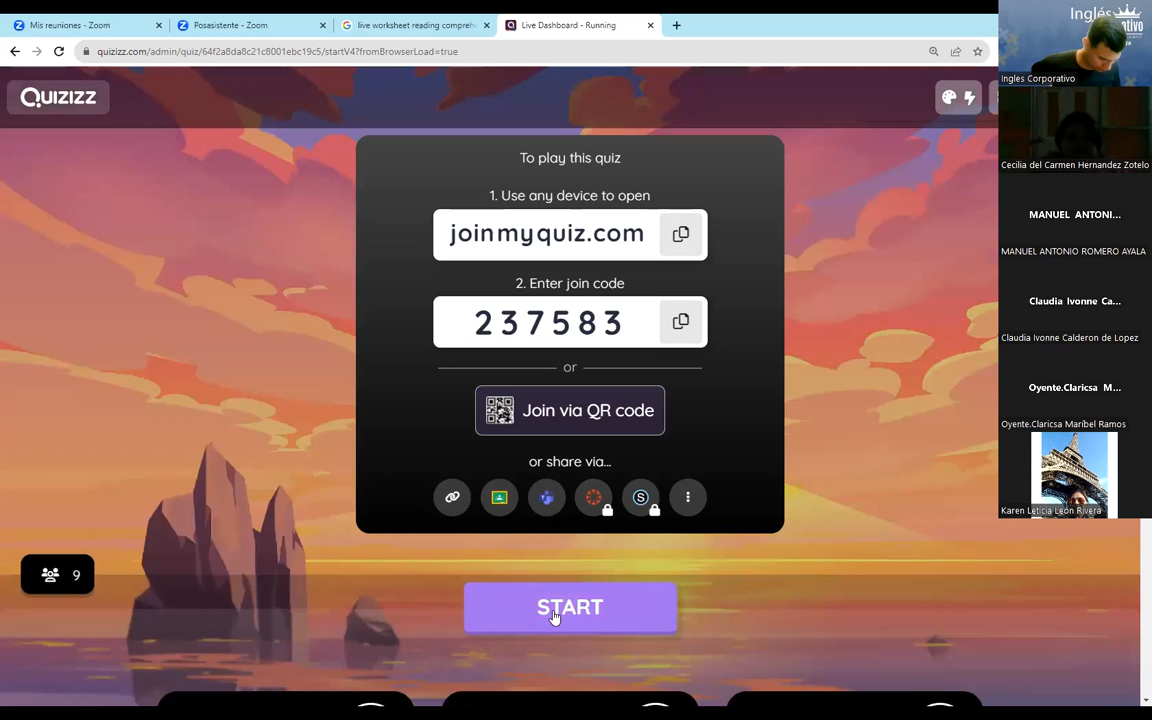 Mis reuniones - Zoom
Posasistente - Zoom
live worksheet reading compreh
Live Dashboard - Running
quizizz.com/admin/quiz/64f2a8da8c21c8001ebc19c5/startV4?fromBrowserLoad=true
Quizizz
To play this quiz
1. Use any device to open
joinmyquiz.com
2. Enter join code
237583
or
Join via QR code
or share via...
9
START
Inglés
Ingles Corporativo
Cecilia del Carmen Hernandez Zotelo
MANUEL ANTONI...
MANUEL ANTONIO ROMERO AYALA
Claudia Ivonne Ca...
Claudia Ivonne Calderon de Lopez
Oyente.Claricsa M...
Oyente.Claricsa Maríbel Ramos
Karen Leticia León Rivera